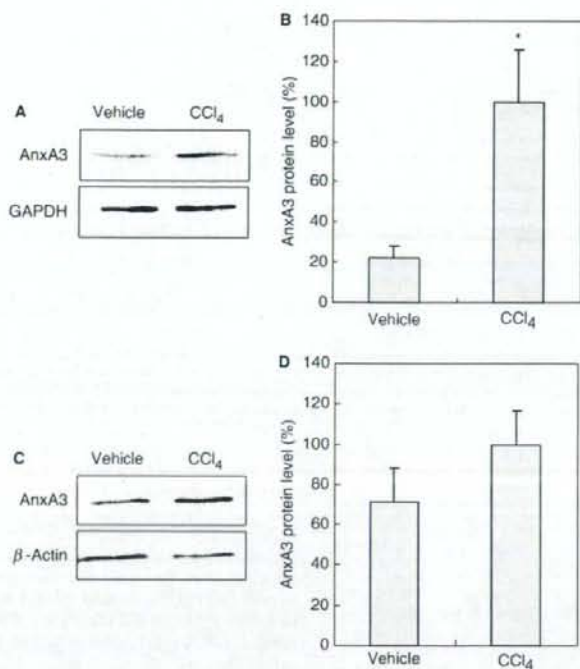 A
Vehicle CCl₄
AnxA3
GAPDH
B
AnxA3 protein level (%)
140
120
100
80
60
40
20
0
*
Vehicle CCl₄
C
Vehicle CCl₄
AnxA3
β-Actin
D
AnxA3 protein level (%)
140
120
100
80
60
40
20
0
Vehicle CCl₄